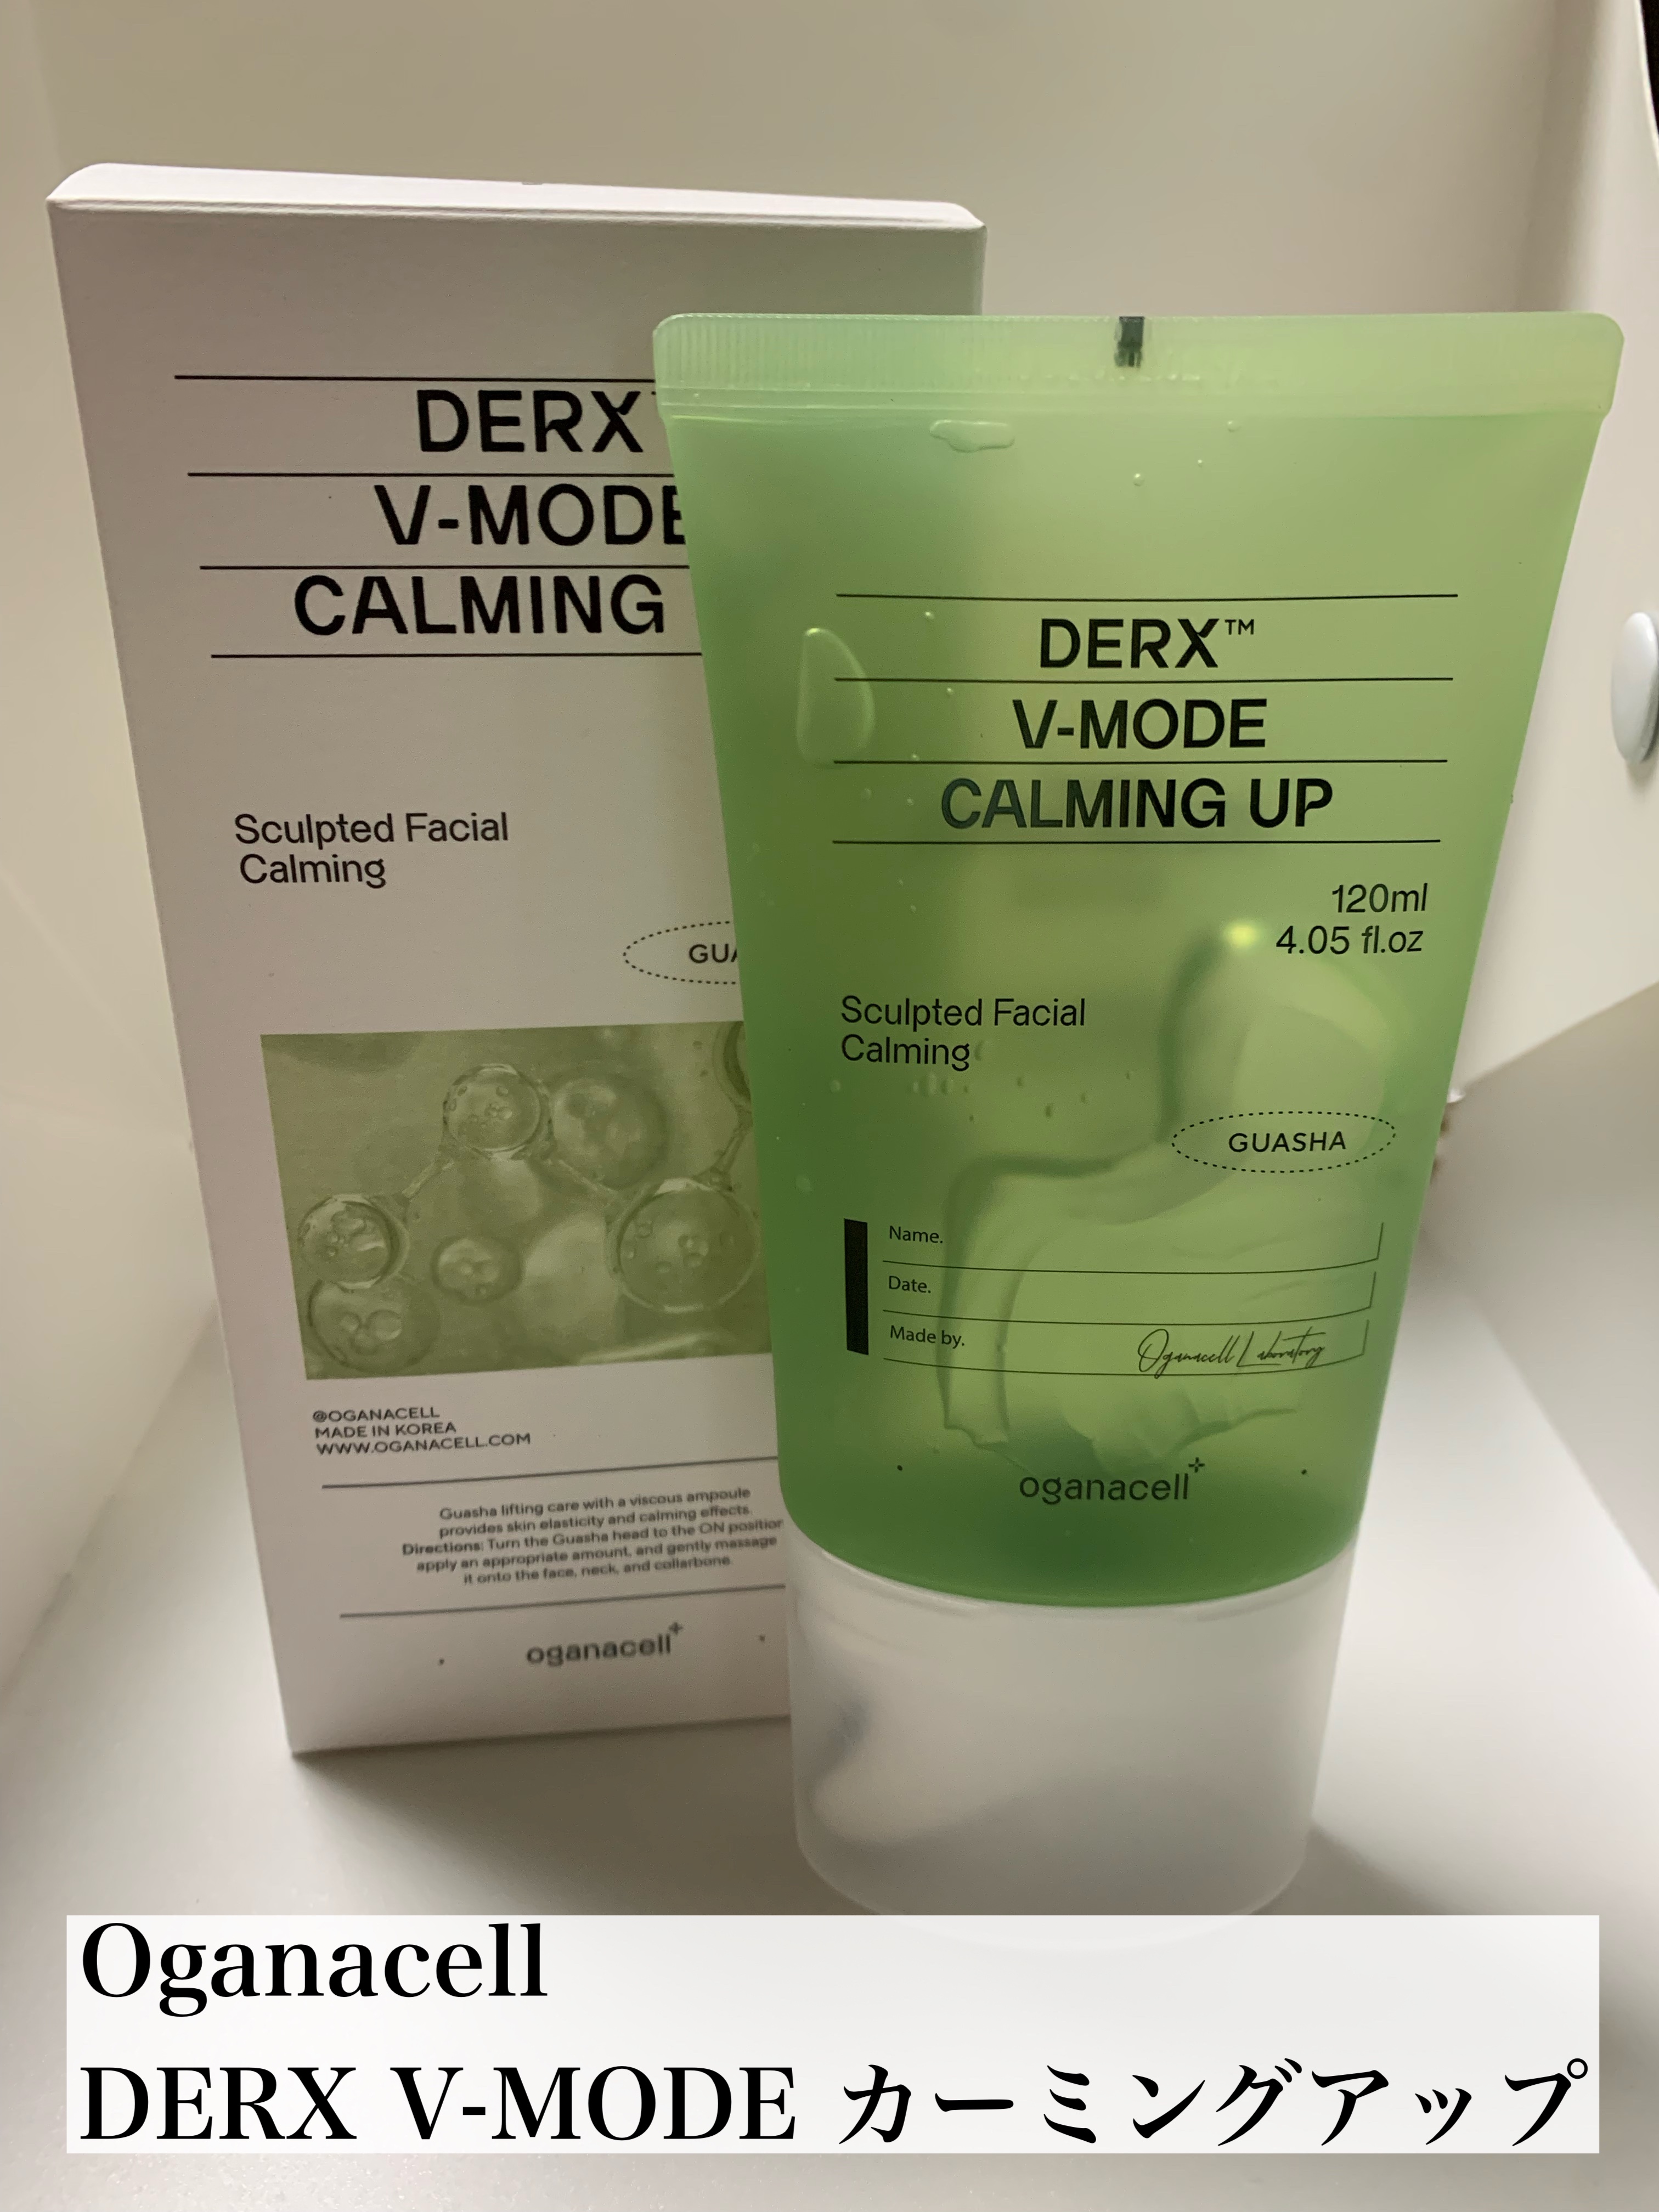 DERX
V-MODE
CALMING
Sculpted Facial
Calming
@OGANACELL
MADE IN KOREA
WWW.OGANACELL.COM
Guasha lifting care with a viscous ampoule
provides skin elasticity and calming effects.
Directions: Turn the Guasha head to the ON position
apply an appropriate amount, and gently massage
it onto the face, neck, and collarbone.
oganacell
DERX™
V-MODE
CALMING UP
120ml
4.05 fl.oz
Sculpted Facial
Calming
GUASHA
Name.
Date.
Made by. Oganacell Laboratory
oganacell
Oganacell
DERX V-MODE カーミングアップ